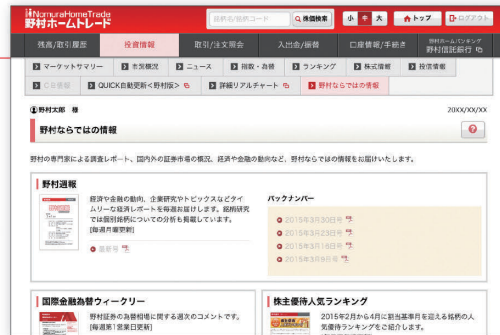 NomuraHomeTrade
野村ホームトレード
銘柄名/銘柄コード
株価検索
小 中 大
トップ
ログアウト
残高/取引履歴
投資情報
取引/注文照会
入出金/振替
口座情報/手続き
野村ホームバンキング
野村信託銀行
マーケットサマリー
市況概況
ニュース
指数・為替
ランキング
株式情報
投信情報
QUICK自動更新<野村版>
詳細リアルチャート
野村ならではの情報
野村太郎 様
20XX/XX/XX
野村ならではの情報
?
野村の専門家による調査レポート、国内外の証券市場の概況、経済や金融の動向など、野村ならではの情報をお届けいたします。
野村週報
経済や金融の動向、企業研究やトピックスなどタイ
ムリーな経済レポートを毎週お届けします。銘柄研究
では個別銘柄についての分析も掲載しています。
[毎週月曜更新]
最新号
バックナンバー
2015年3月30日号
2015年3月23日号
2015年3月16日号
2015年3月9日号
国際金融為替ウィークリー
野村証券の為替相場に関する週次のコメントです。
[毎週第1営業日更新]
株主優待人気ランキング
2015年2月から4月に割当基準月を迎える銘柄の人
気優待ランキングをご紹介します。